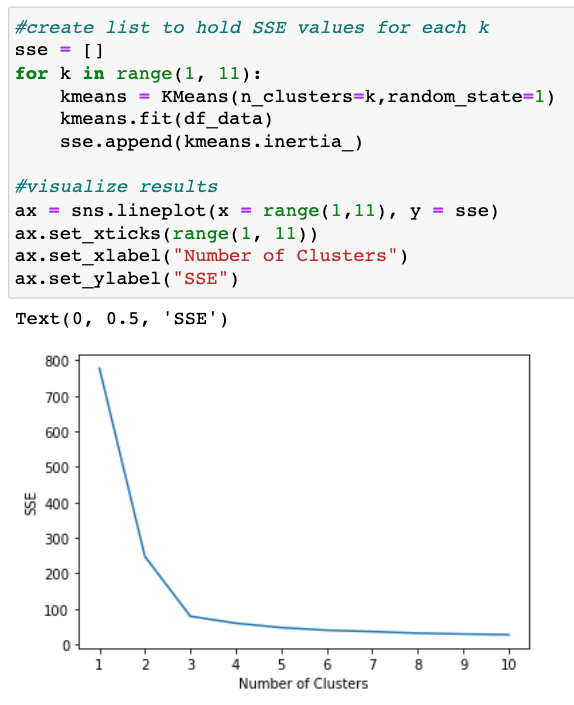 #create list to hold SSE values for each k
sse = []
for k in range(1, 11):
    kmeans = KMeans(n_clusters=k,random_state=1)
    kmeans.fit(df_data)
    sse.append(kmeans.inertia_)

#visualize results
ax = sns.lineplot(x = range(1,11), y = sse)
ax.set_xticks(range(1, 11))
ax.set_xlabel("Number of Clusters")
ax.set_ylabel("SSE")
Text(0, 0.5, 'SSE')
800
700
600
500
400
300
200
100
0
SSE
1 2 3 4 5 6 7 8 9 10
Number of Clusters